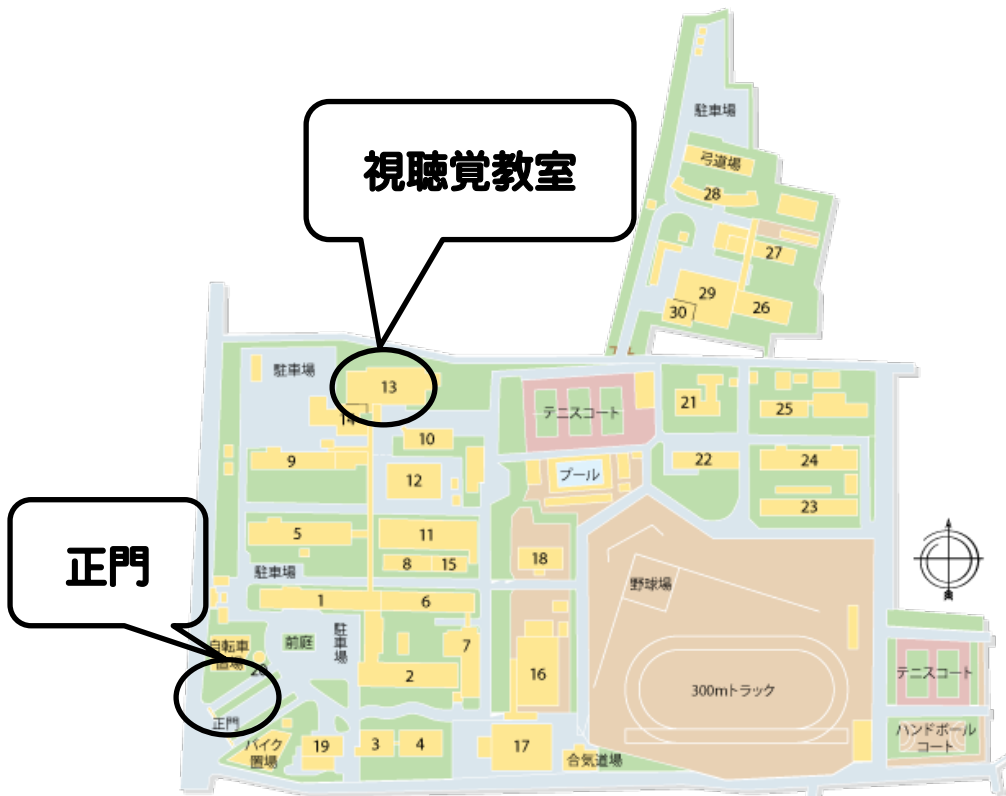 駐車場
弓道場
28
視聴覚教室
27
29
26
30
駐車場
13
14
テニスコート
21
25
10
9
12
プール
22
24
23
5
11
8
15
18
駐車場
野球場
正門
1
6
自転車
置場
20
前庭
駐車場
7
2
16
300mトラック
テニスコート
正門
バイク
置場
19
3
4
17
合気道場
ハンドボール
コート